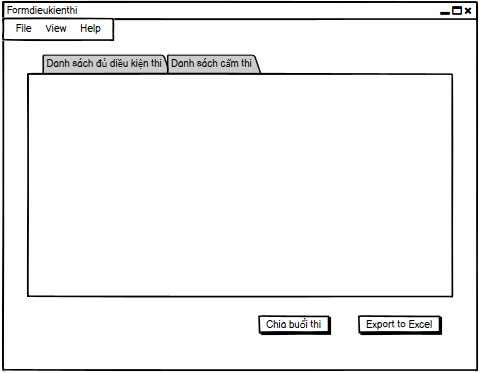 Formdieukienthi
File View Help
Danh sách đủ diều kiện thi Danh sách cấm thi
Chia buổi thi Export to Excel